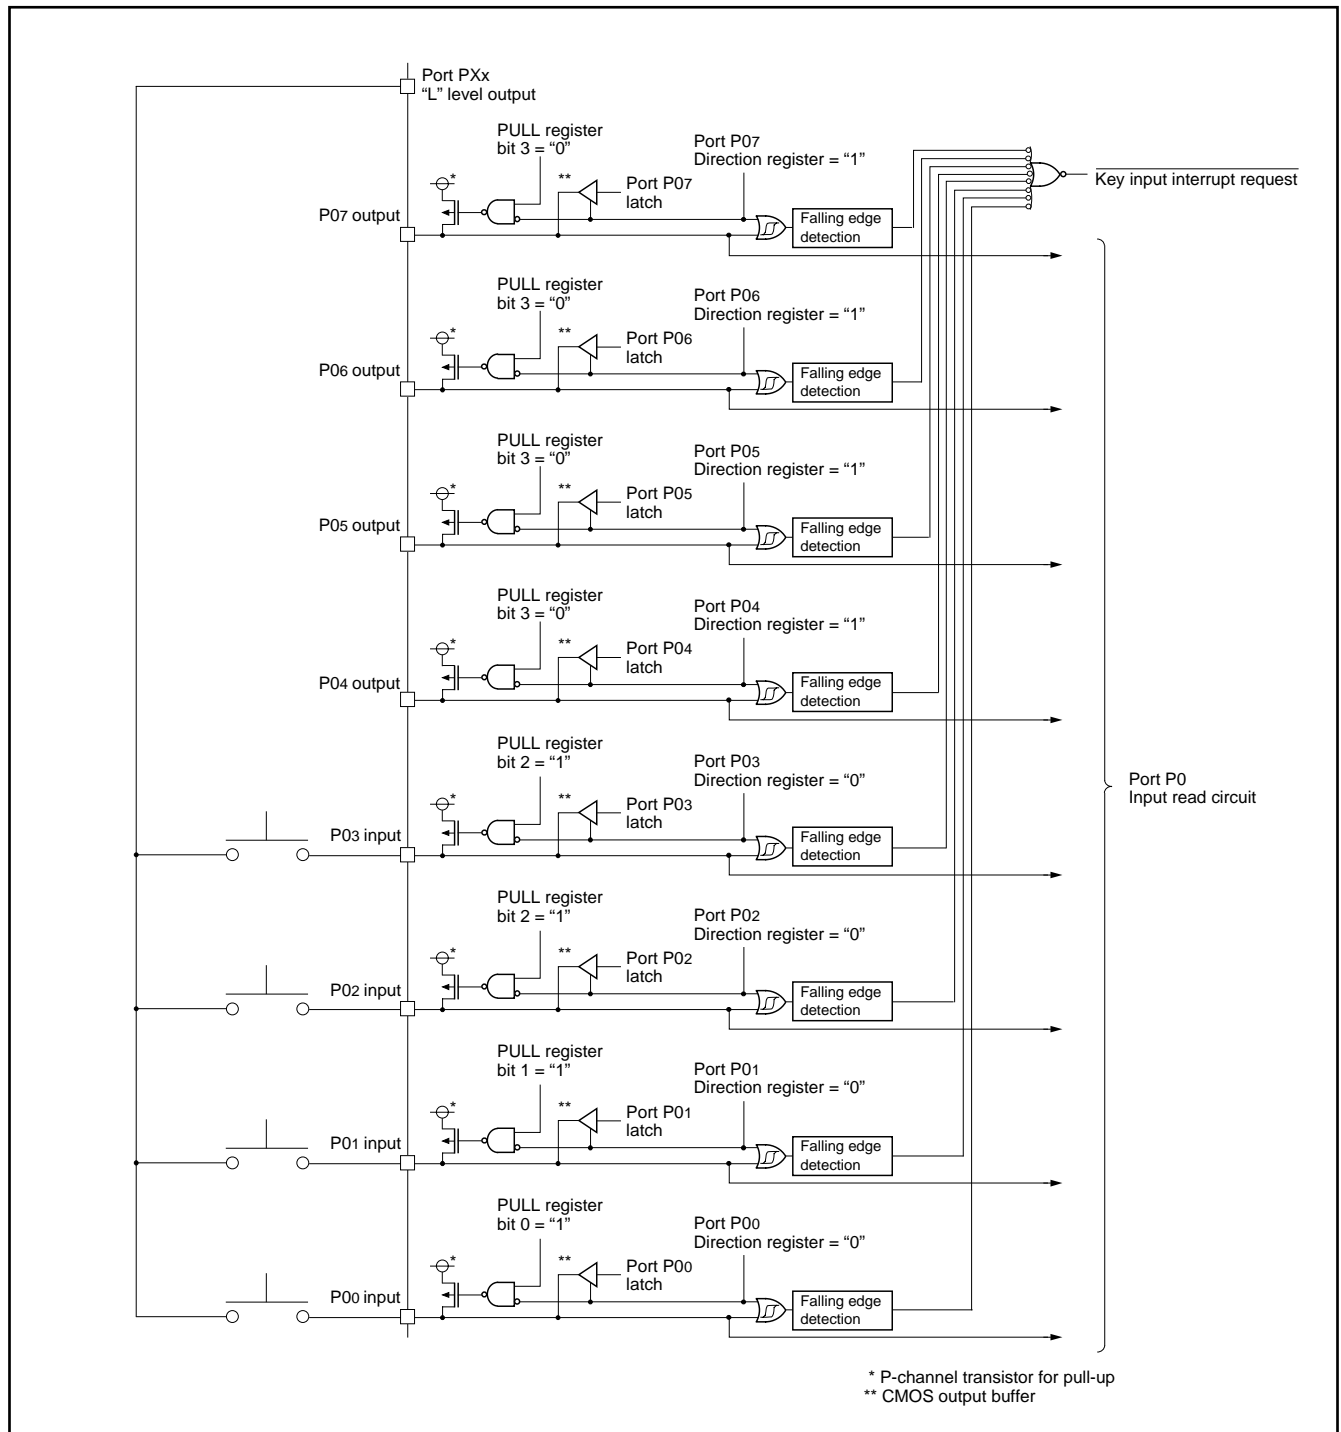 Port PXx
“L” level output
PULL register
bit 3 = “0”
Port P07
Direction register = “1”
*
**
Port P07
latch
Key input interrupt request
P07 output
Falling edge
detection
PULL register
bit 3 = “0”
Port P06
Direction register = “1”
*
**
Port P06
latch
P06 output
Falling edge
detection
PULL register
bit 3 = “0”
Port P05
Direction register = “1”
*
**
Port P05
latch
P05 output
Falling edge
detection
PULL register
bit 3 = “0”
Port P04
Direction register = “1”
*
**
Port P04
latch
P04 output
Falling edge
detection
PULL register
bit 2 = “1”
Port P03
Direction register = “0”
*
**
Port P03
latch
P03 input
Falling edge
detection
Port P0
Input read circuit
PULL register
bit 2 = “1”
Port P02
Direction register = “0”
*
**
Port P02
latch
P02 input
Falling edge
detection
PULL register
bit 1 = “1”
Port P01
Direction register = “0”
*
**
Port P01
latch
P01 input
Falling edge
detection
PULL register
bit 0 = “1”
Port P00
Direction register = “0”
*
**
Port P00
latch
P00 input
Falling edge
detection
* P-channel transistor for pull-up
** CMOS output buffer